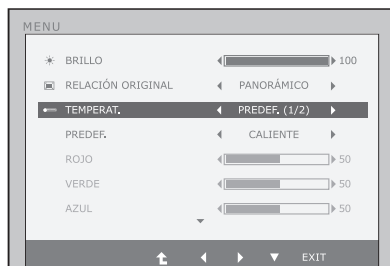 MENU
BRILLO 100
RELACIÓN ORIGINAL PANORÁMICO
TEMPERAT. PREDEF. (1/2)
PREDEF. CALIENTE
ROJO 50
VERDE 50
AZUL 50
EXIT